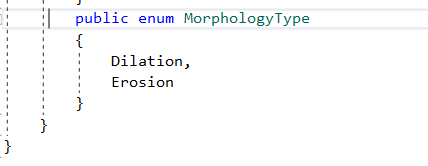 }
public enum MorphologyType
{
Dilation,
Erosion
}
}
}